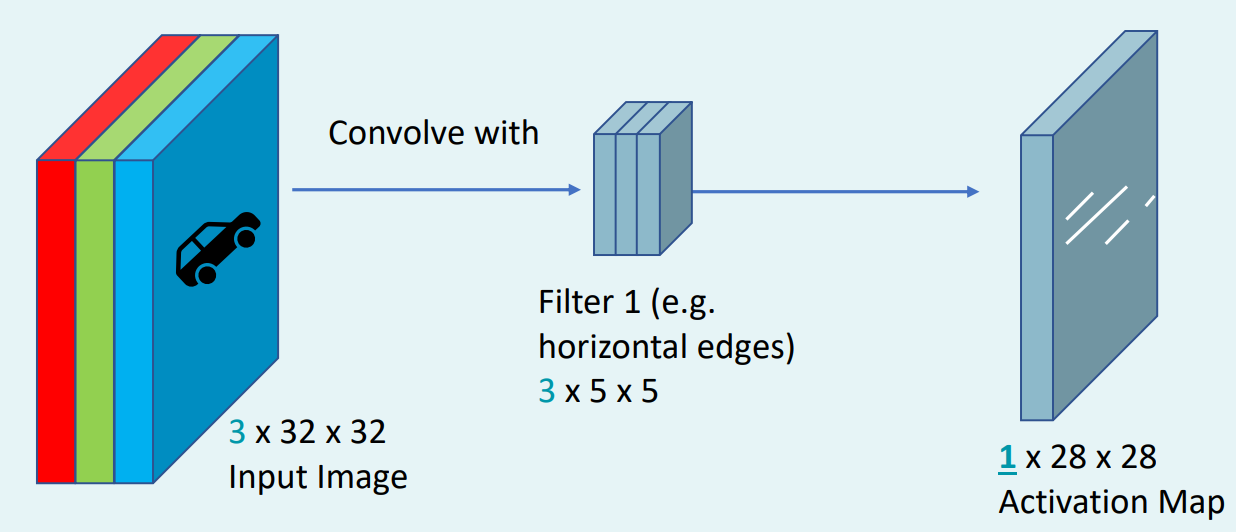 Convolve with
Filter 1 (e.g.
horizontal edges)
3 x 5 x 5
3 x 32 x 32
Input Image
1 x 28 x 28
Activation Map